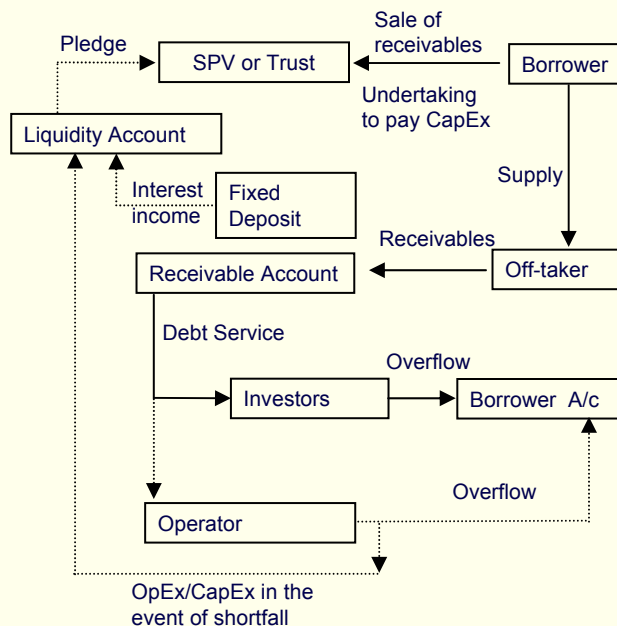 Pledge
Sale of
receivables
SPV or Trust
Borrower
Undertaking
to pay CapEx
Liquidity Account
Supply
Interest
income
Fixed
Deposit
Receivables
Receivable Account
Off-taker
Debt Service
Overflow
Investors
Borrower A/c
Overflow
Operator
OpEx/CapEx in the
event of shortfall